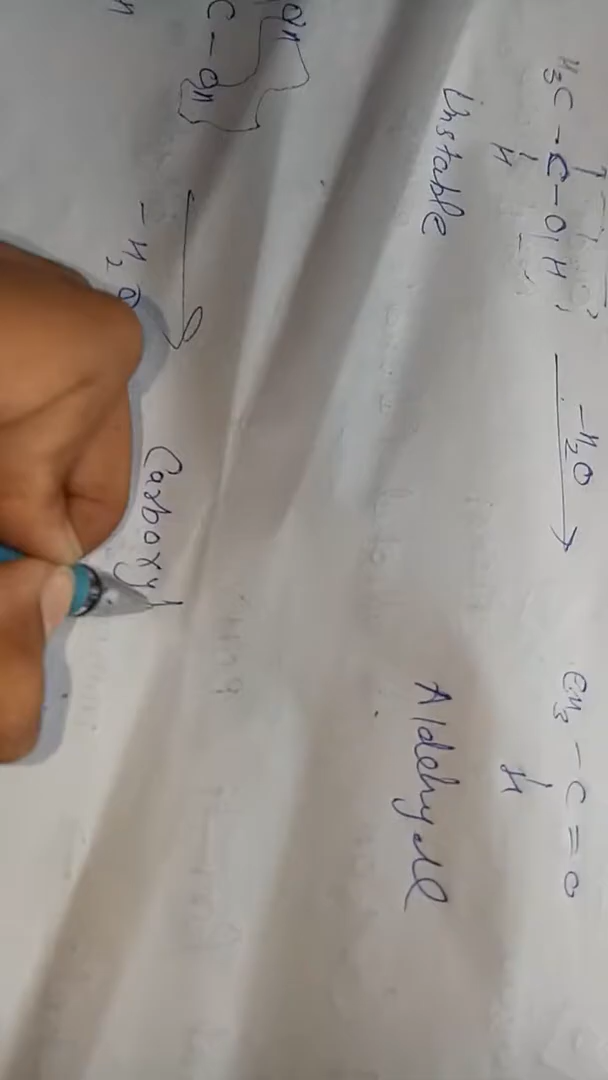 H₃C - C - O H -H₂O CH₃ - C = O
H H
Unstable Aldehyde
OH
C - OH
-H₂O Carboxyl
H